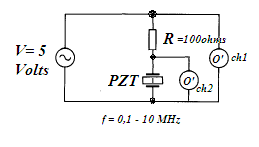 V= 5
Volts
R =100ohms
O' ch1
PZT
O' ch2
f = 0,1 - 10 MHz